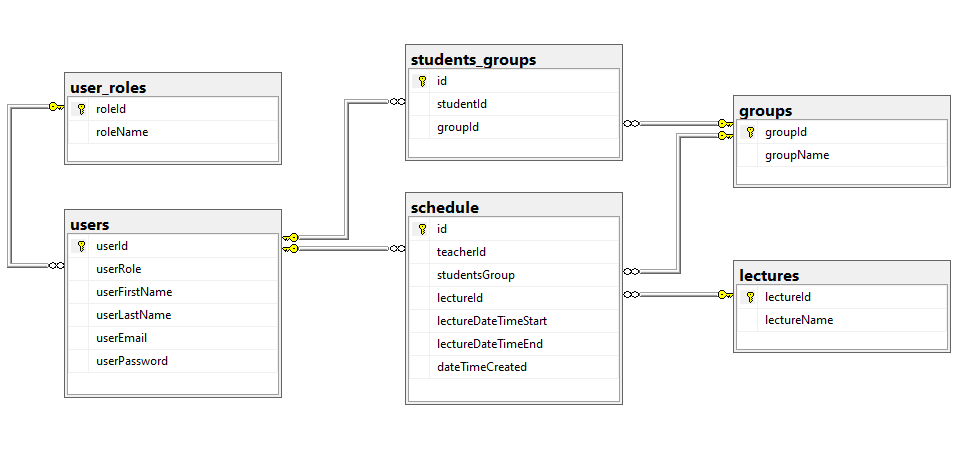 user_roles
roleId
roleName
users
userId
userRole
userFirstName
userLastName
userEmail
userPassword
students_groups
id
studentId
groupId
schedule
id
teacherId
studentsGroup
lectureId
lectureDateTimeStart
lectureDateTimeEnd
dateTimeCreated
groups
groupId
groupName
lectures
lectureId
lectureName